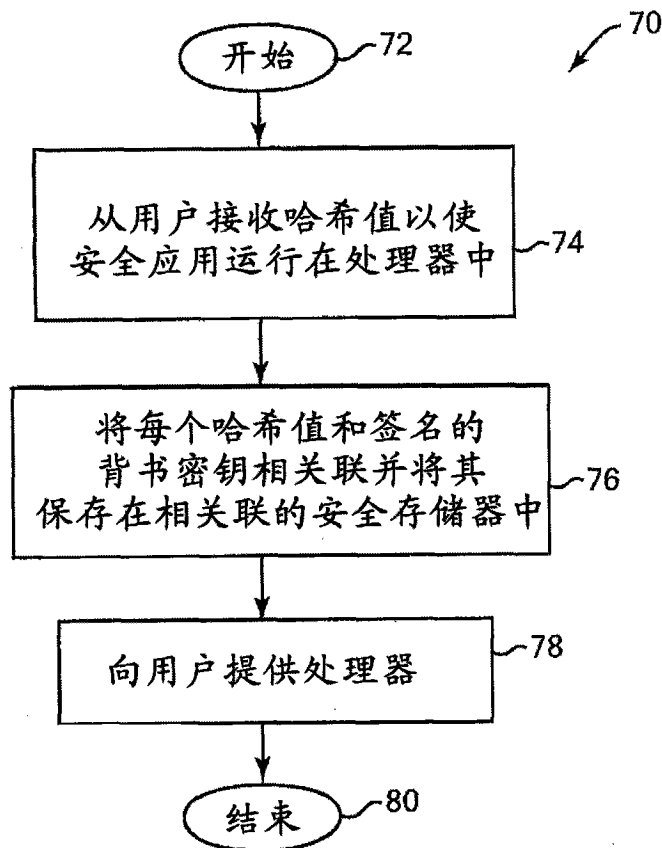 70
开始
72
从用户接收哈希值以使
安全应用运行在处理器中
74
将每个哈希值和签名的
背书密钥相关联并将其
保存在相关联的安全存储器中
76
向用户提供处理器
78
结束
80